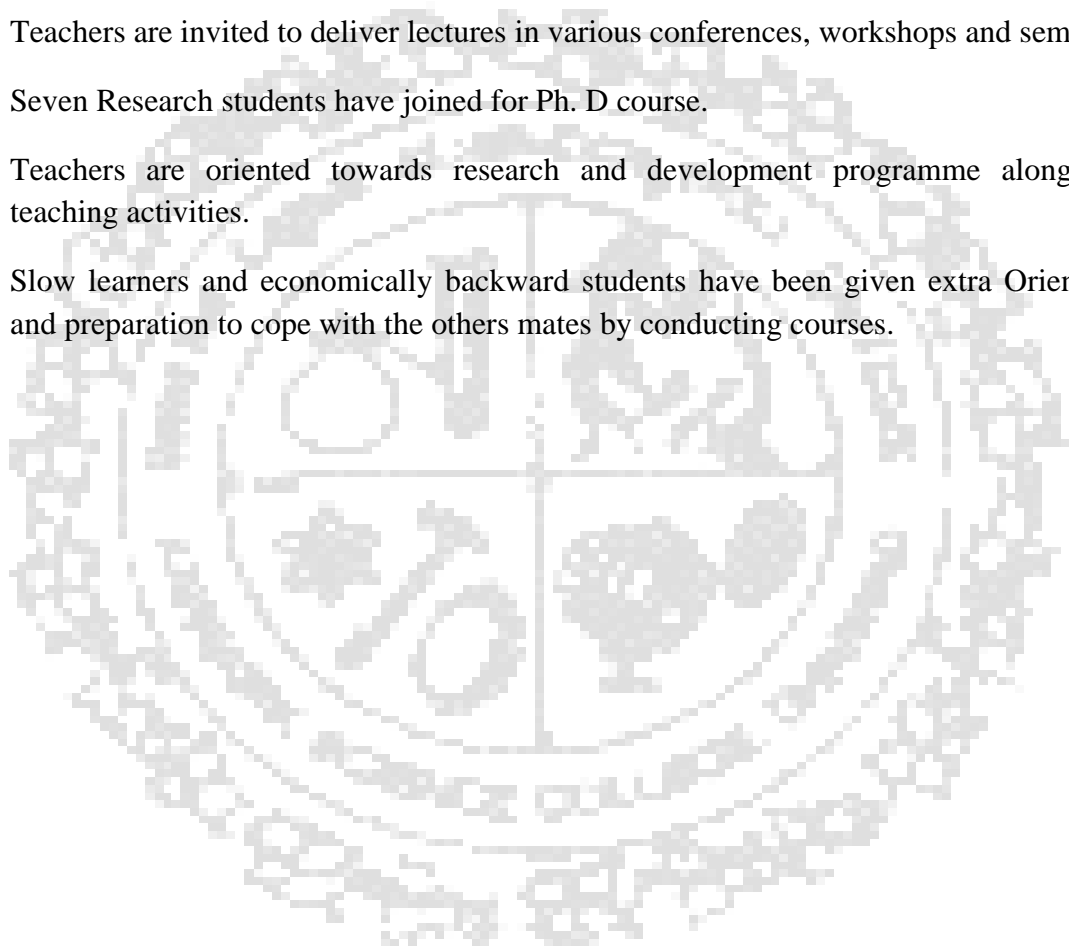 Teachers are invited to deliver lectures in various conferences, workshops and sem
Seven Research students have joined for Ph. D course.
Teachers are oriented towards research and development programme along
teaching activities.
Slow learners and economically backward students have been given extra Orien
and preparation to cope with the others mates by conducting courses.